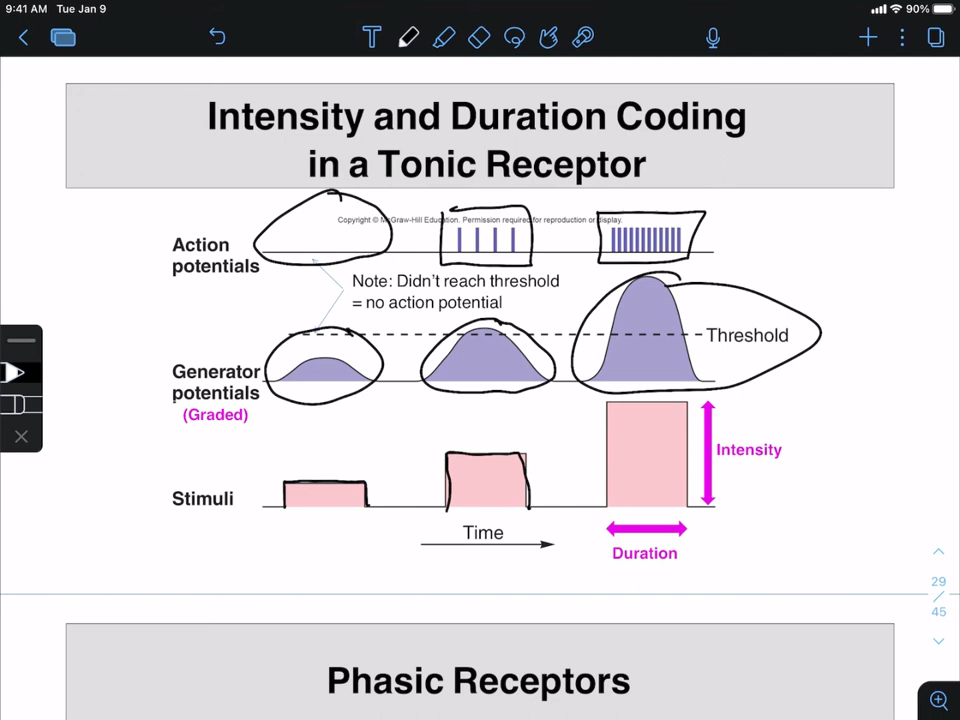 9:41 AM Tue Jan 9
90%
T
Intensity and Duration Coding
in a Tonic Receptor
Copyright © McGraw-Hill Education. Permission required for reproduction or display.
Action
potentials
Note: Didn't reach threshold
= no action potential
Threshold
Generator
potentials
(Graded)
Intensity
Stimuli
Time
Duration
29
/
45
Phasic Receptors